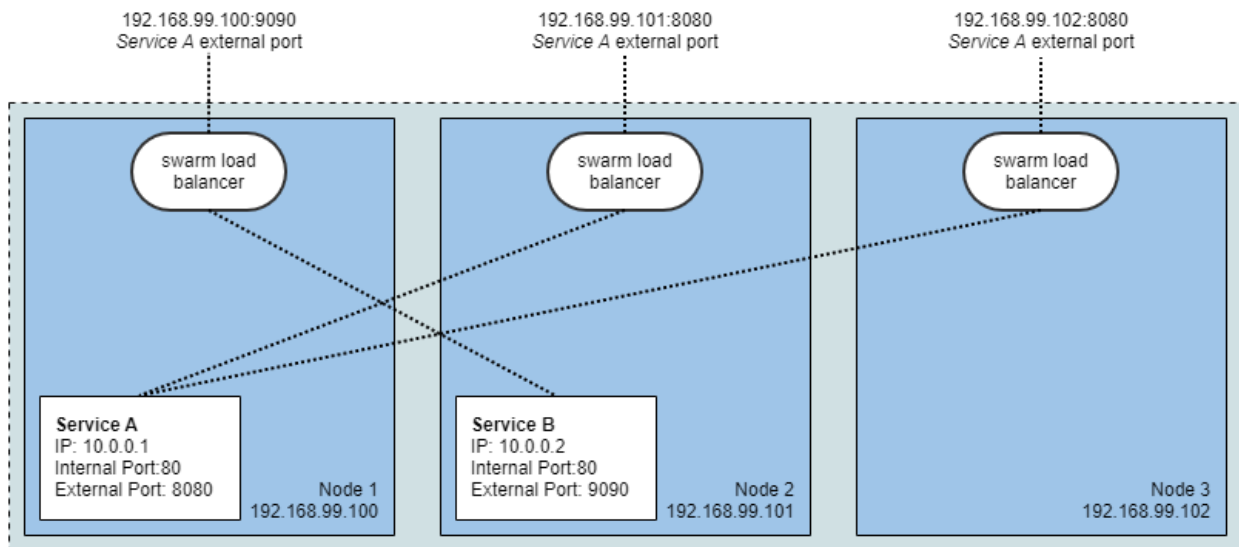 192.168.99.100:9090
Service A external port
192.168.99.101:8080
Service A external port
192.168.99.102:8080
Service A external port
swarm load
balancer
swarm load
balancer
swarm load
balancer
Service A
IP: 10.0.0.1
Internal Port:80
External Port: 8080
Node 1
192.168.99.100
Service B
IP: 10.0.0.2
Internal Port:80
External Port: 9090
Node 2
192.168.99.101
Node 3
192.168.99.102